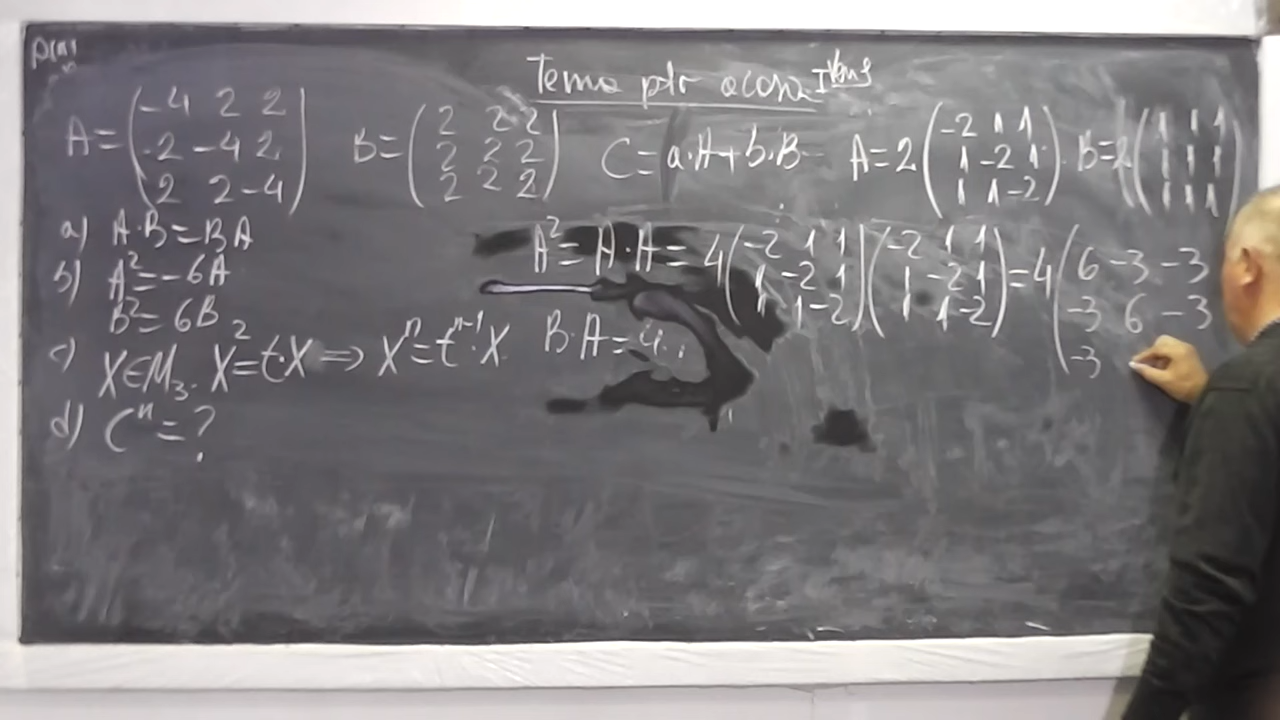 Tema ptr acasa
A = (-4 2 2 B = (2 2 2 C = a·A + b·B A = 2(-2 1 1 B = 2(1 1 1
2 -4 2 2 2 2 1 -2 1) 1 1 1
2 2 -4) 2 2 2) 1 1 -2) 1 1 1)
a) A·B = BA
b) A² = -6A
B² = 6B
c) X∈M₃. X² = t·X ⇒ Xⁿ = tⁿ⁻¹·X
d) Cⁿ = ?
A² = A·A = 4(-2 1 1 (-2 1 1 = 4(6 -3 -3
1 -2 1 1 -2 1 -3 6 -3
1 1 -2) 1 1 -2) -3
B·A = 4..